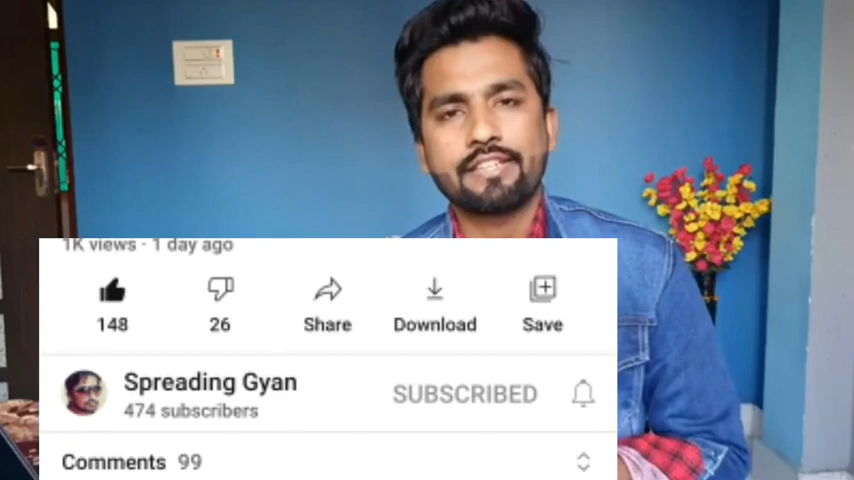 1K views · 1 day ago
148 26 Share Download Save
Spreading Gyan
474 subscribers
SUBSCRIBED
Comments 99